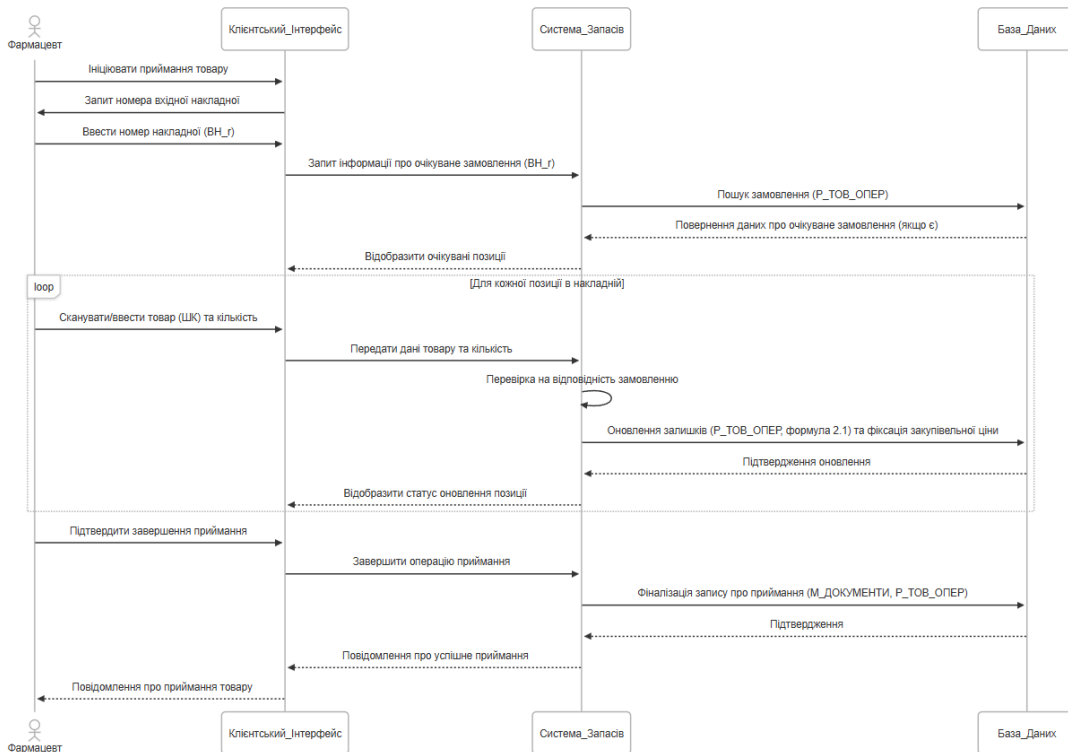 Фармацевт
Клієнтський_Інтерфейс
Система_Запасів
База_Даних
Ініціювати приймання товару
Запит номера вхідної накладної
Ввести номер накладної (ВН_r)
Запит інформації про очікуване замовлення (ВН_r)
Пошук замовлення (Р_ТОВ_ОПЕР)
Повернення даних про очікуване замовлення (якщо є)
Відобразити очікувані позиції
loop
[Для кожної позиції в накладній]
Сканувати/ввести товар (ШК) та кількість
Передати дані товару та кількість
Перевірка на відповідність замовленню
Оновлення залишків (Р_ТОВ_ОПЕР, формула 2.1) та фіксація закупівельної ціни
Підтвердження оновлення
Відобразити статус оновлення позиції
Підтвердити завершення приймання
Завершити операцію приймання
Фіналізація запису про приймання (М_ДОКУМЕНТИ, Р_ТОВ_ОПЕР)
Підтвердження
Повідомлення про успішне приймання
Повідомлення про приймання товару
Фармацевт
Клієнтський_Інтерфейс
Система_Запасів
База_Даних